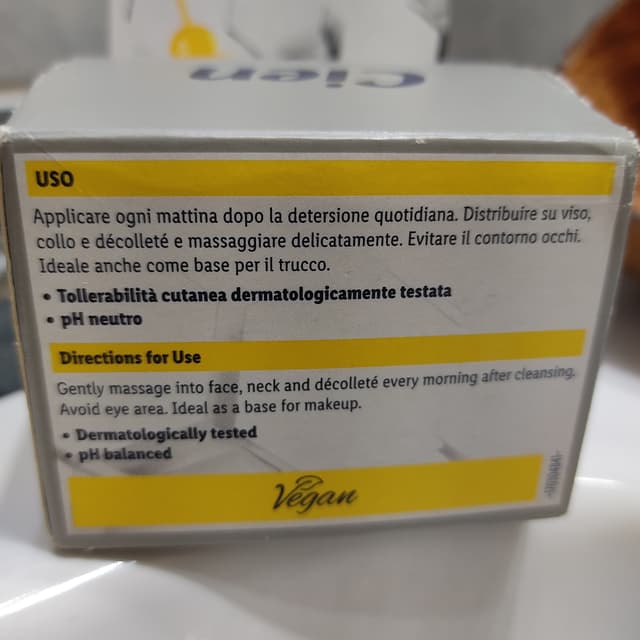 Cien
USO
Applicare ogni mattina dopo la detersione quotidiana. Distribuire su viso,
collo e décolleté e massaggiare delicatamente. Evitare il contorno occhi.
Ideale anche come base per il trucco.
• Tollerabilità cutanea dermatologicamente testata
• pH neutro
Directions for Use
Gently massage into face, neck and décolleté every morning after cleansing.
Avoid eye area. Ideal as a base for makeup.
• Dermatologically tested
• pH balanced
Vegan